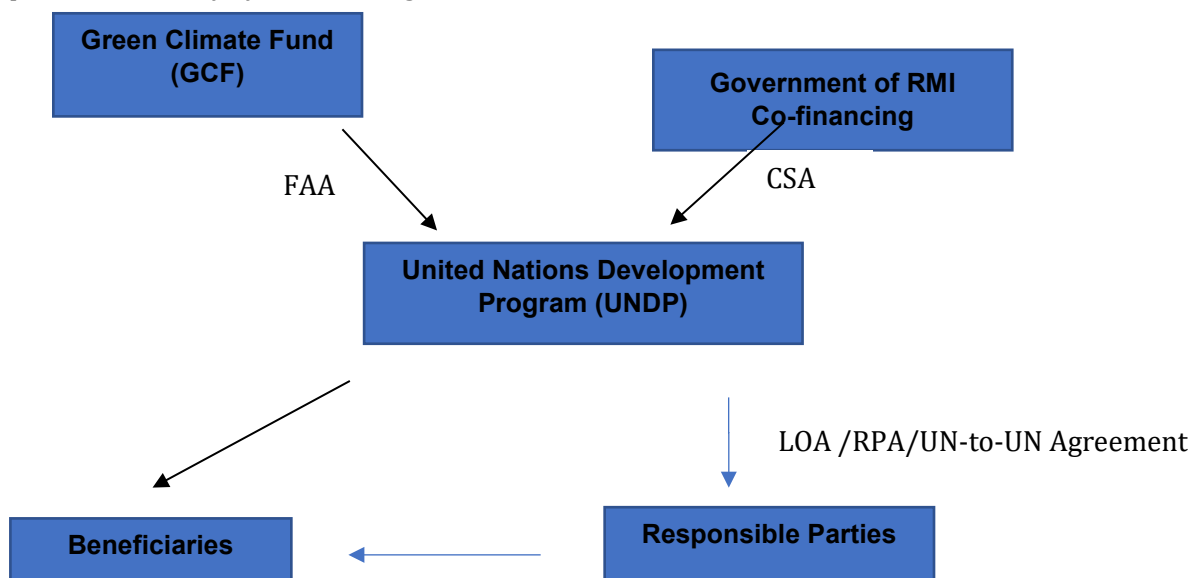 Green Climate Fund
(GCF)
Government of RMI
Co-financing
FAA
CSA
United Nations Development
Program (UNDP)
LOA /RPA/UN-to-UN Agreement
Beneficiaries
Responsible Parties